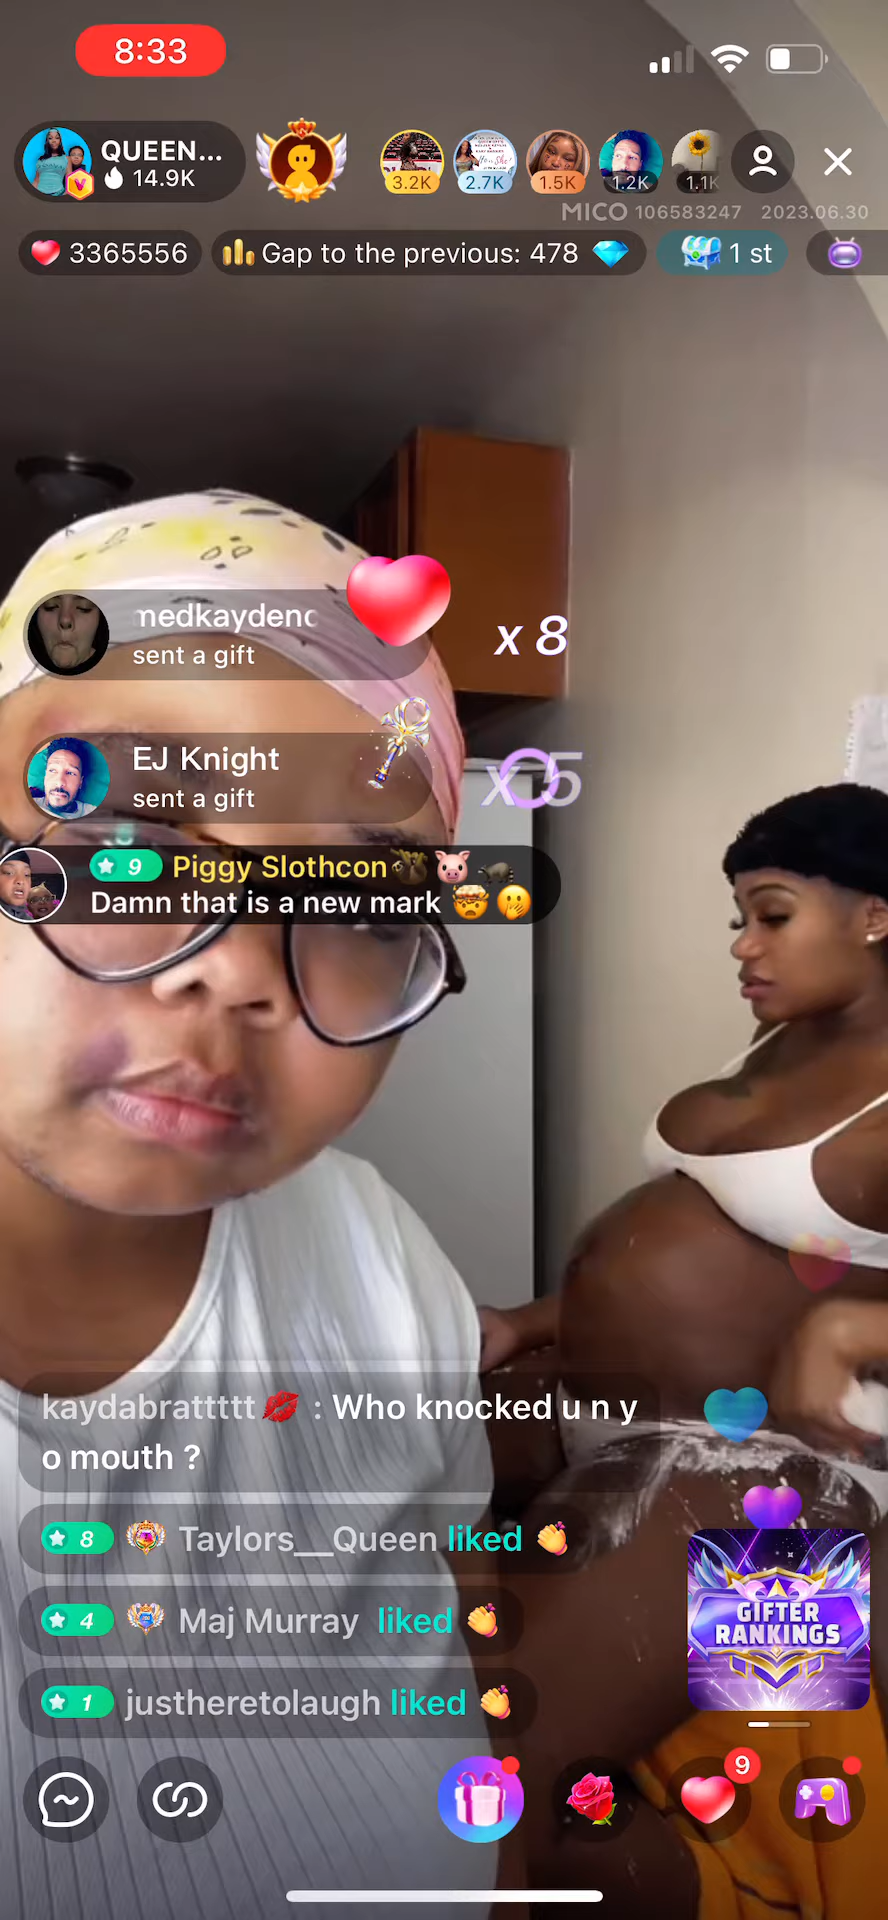 8:33
QUEEN...
14.9K
3.2K
2.7K
1.5K
1.2K
1.1K
MICO 106583247 2023.06.30
3365556
Gap to the previous: 478
1 st
medkayden
sent a gift
x 8
EJ Knight
sent a gift
x 5
9 Piggy Slothcon
Damn that is a new mark
kaydabrattttt : Who knocked u n y
o mouth ?
8 Taylors__Queen liked
4 Maj Murray liked
1 justheretolaugh liked
GIFTER
RANKINGS
9